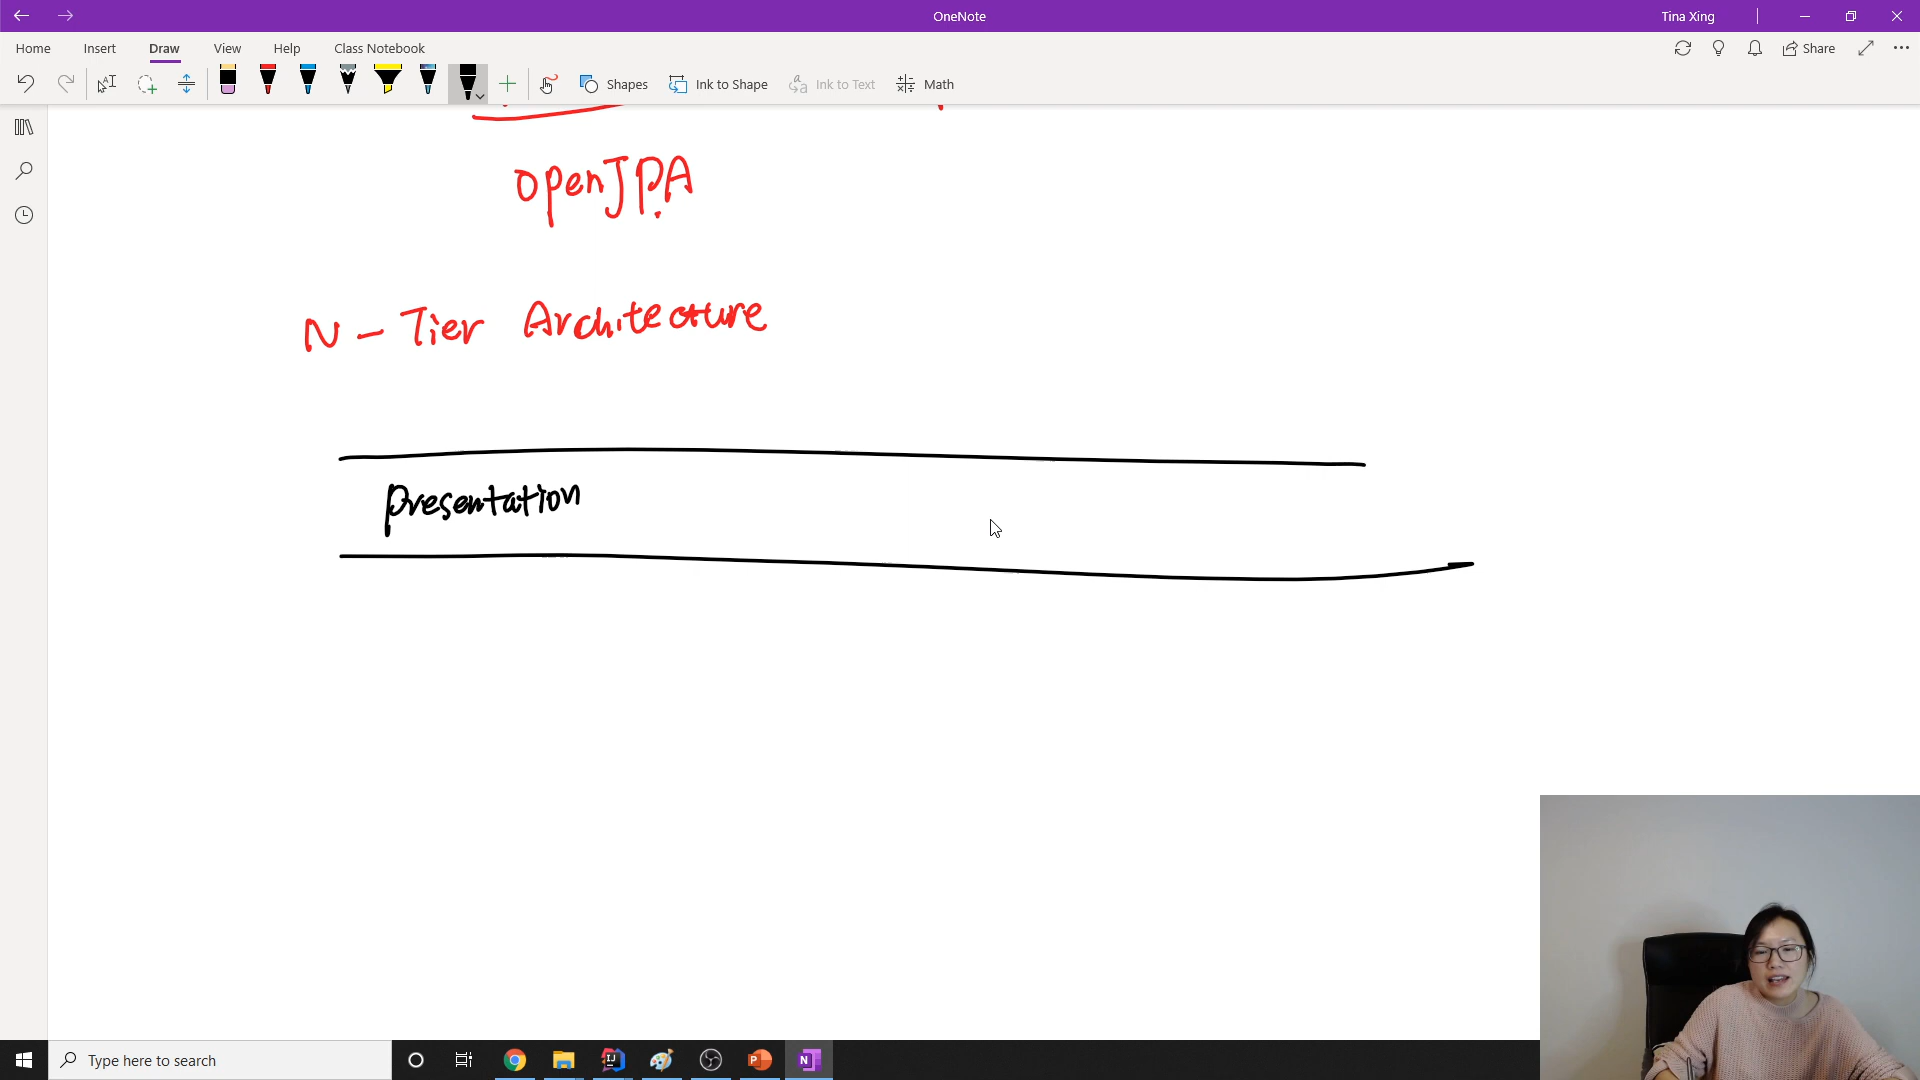 OneNote
Tina Xing
Home Insert Draw View Help Class Notebook
Share
Shapes Ink to Shape Ink to Text Math
OpenJPA
N - Tier Architecture
Presentation
Type here to search